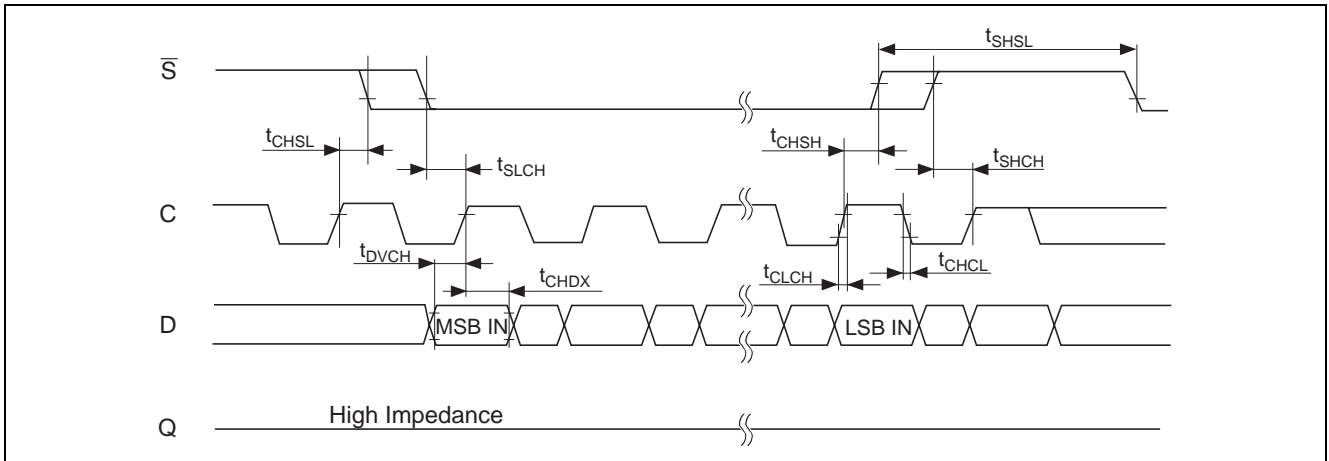 tSHSL
S̅
tCHSL
tSLCH
tCHSH
tSHCH
C
tDVCH
tCHDX
tCLCH
tCHCL
D
MSB IN
LSB IN
High Impedance
Q